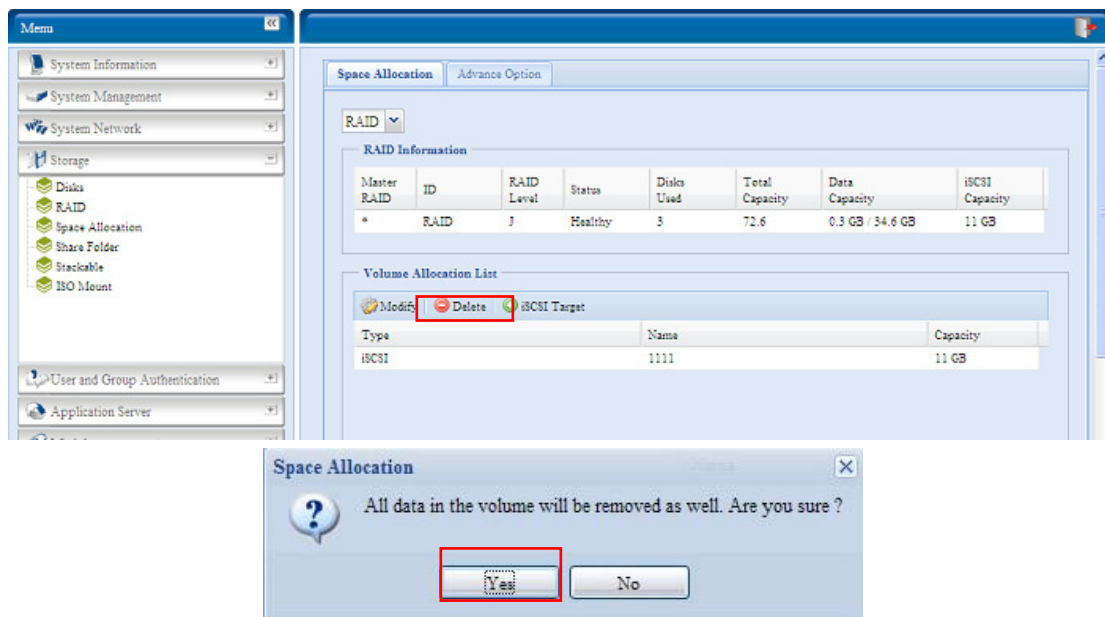 Menu
System Information
System Management
System Network
Storage
Disks
RAID
Space Allocation
Share Folder
Stackable
ISO Mount
User and Group Authentication
Application Server
Space Allocation Advance Option
RAID
RAID Information
Master RAID ID RAID Level Status Disks Used Total Capacity Data Capacity iSCSI Capacity
* RAID J Healthy 3 72.6 0.3 GB / 34.6 GB 11 GB
Volume Allocation List
Modify Delete iSCSI Target
Type Name Capacity
iSCSI 1111 11 GB
Space Allocation
All data in the volume will be removed as well. Are you sure ?
Yes No